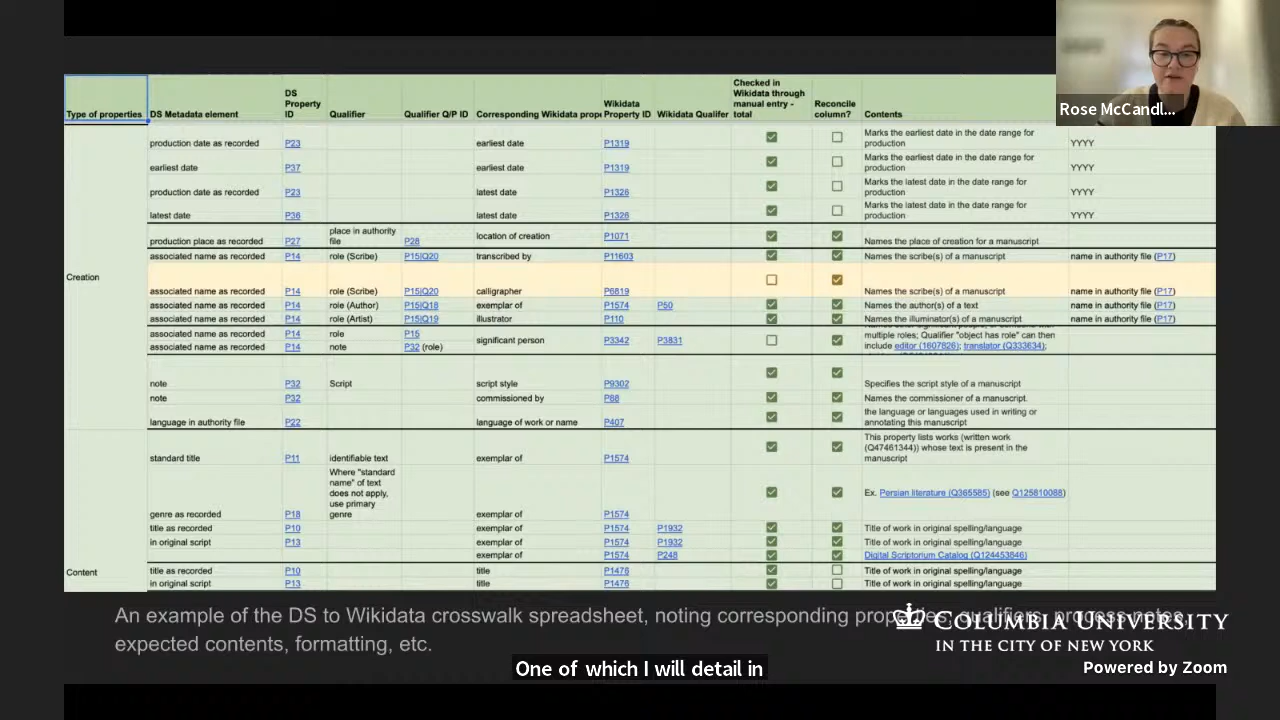 Type of properties DS Metadata element DS Property ID Qualifier Qualifier Q/P ID Corresponding Wikidata prope Wikidata Property ID Wikidata Qualifer Checked in Wikidata through manual entry - total Reconcile column? Contents
Rose McCandl...
production date as recorded P23 earliest date P1319 Marks the earliest date in the date range for production YYYY
earliest date P37 earliest date P1319 Marks the earliest date in the date range for production YYYY
production date as recorded P23 latest date P1326 Marks the latest date in the date range for production YYYY
latest date P36 latest date P1326 Marks the latest date in the date range for production YYYY
production place as recorded P27 place in authority file P28 location of creation P1071 Names the place of creation for a manuscript
associated name as recorded P14 role (Scribe) P15|Q20 transcribed by P11603 Names the scribe(s) of a manuscript name in authority file (P17)
Creation
associated name as recorded P14 role (Scribe) P15|Q20 calligrapher P6819 Names the scribe(s) of a manuscript name in authority file (P17)
associated name as recorded P14 role (Author) P15|Q18 exemplar of P1574 P50 Names the author(s) of a text name in authority file (P17)
associated name as recorded P14 role (Artist) P15|Q19 illustrator P110 Names the illuminator(s) of a manuscript name in authority file (P17)
associated name as recorded P14 role P15 significant person P3342 P3831 multiple roles; Qualifier "object has role" can then
associated name as recorded P14 note P32 (role) include editor (1607826); translator (Q333634);
note P32 Script script style P9302 Specifies the script style of a manuscript
note P32 commissioned by P88 Names the commissioner of a manuscript.
language in authority file P22 language of work or name P407 the language or languages used in writing or annotating this manuscript
standard title P11 identifiable text exemplar of P1574 This property lists works (written work (Q47461344)) whose text is present in the manuscript
genre as recorded P18 Where "standard name" of text does not apply, use primary genre exemplar of P1574 Ex. Persian literature (Q365585) (see Q125810088)
title as recorded P10 exemplar of P1574 P1932 Title of work in original spelling/language
in original script P13 exemplar of P1574 P1932 Title of work in original spelling/language
exemplar of P1574 P248 Digital Scriptorium Catalog (Q124453846)
Content
title as recorded P10 title P1476 Title of work in original spelling/language
in original script P13 title P1476 Title of work in original spelling/language
An example of the DS to Wikidata crosswalk spreadsheet, noting corresponding properties, qualifiers, process notes,
expected contents, formatting, etc.
COLUMBIA UNIVERSITY
IN THE CITY OF NEW YORK
One of which I will detail in
Powered by Zoom